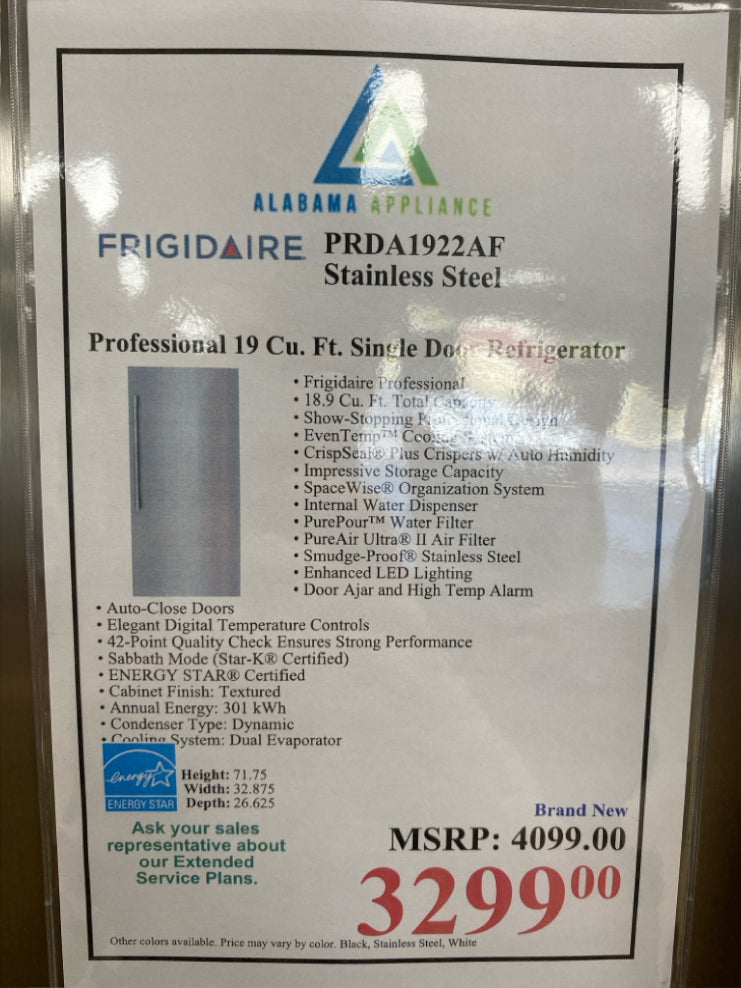 ALABAMA APPLIANCE
FRIGIDAIRE PRDA1922AF
Stainless Steel
Professional 19 Cu. Ft. Single Door Refrigerator
• Frigidaire Professional
• 18.9 Cu. Ft. Total Capacity
• Show-Stopping Design
• EvenTemp™
• CrispSeal® Plus Crispers w/ Auto Humidity
• Impressive Storage Capacity
• SpaceWise® Organization System
• Internal Water Dispenser
• PurePour™ Water Filter
• PureAir Ultra® II Air Filter
• Smudge-Proof® Stainless Steel
• Enhanced LED Lighting
• Door Ajar and High Temp Alarm
• Auto-Close Doors
• Elegant Digital Temperature Controls
• 42-Point Quality Check Ensures Strong Performance
• Sabbath Mode (Star-K® Certified)
• ENERGY STAR® Certified
• Cabinet Finish: Textured
• Annual Energy: 301 kWh
• Condenser Type: Dynamic
• Cooling System: Dual Evaporator
energy
ENERGY STAR
Height: 71.75
Width: 32.875
Depth: 26.625
Ask your sales
representative about
our Extended
Service Plans.
Brand New
MSRP: 4099.00
3299 00
Other colors available. Price may vary by color. Black, Stainless Steel, White